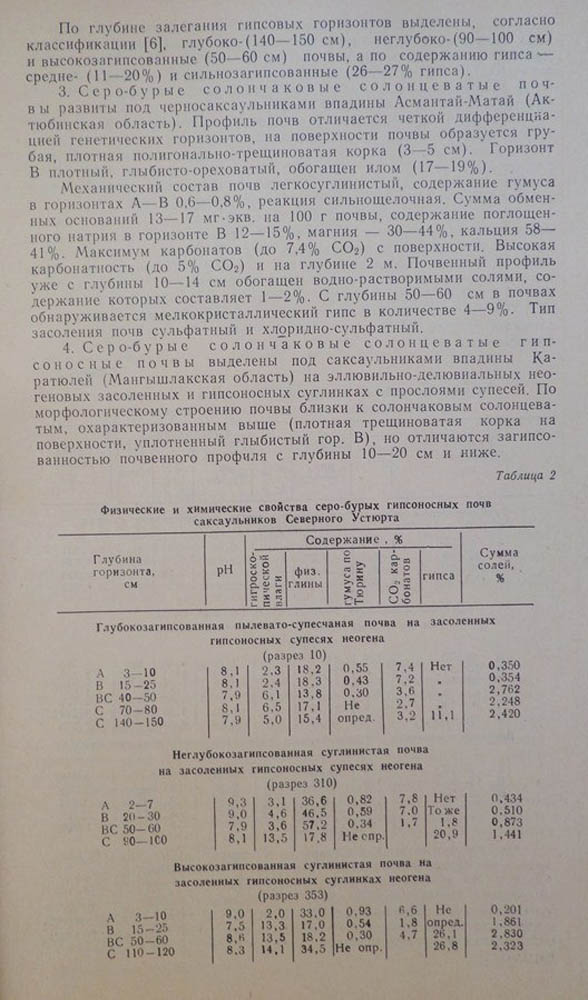 По глубине залегания гипсовых горизонтов выделены, согласно
классификации [6], глубоко-(140—150 см), неглубоко-(90—100 см)
и высокозагипсованные (50—60 см) почвы, а по содержанию гипса —
средне- (11—20%) и сильнозагипсованные (26—27% гипса).
3. Серо-бурые солончаковые солонцеватые поч-
вы развиты под черносаксаульниками впадины Асмантай-Матай (Ак-
тюбинская область). Профиль почв отличается четкой дифференциа-
цией генетических горизонтов, на поверхности почвы образуется гру-
бая, плотная полигонально-трещиноватая корка (3—5 см). Горизонт
В плотный, глыбисто-ореховатый, обогащен илом (17—19%).
Механический состав почв легкосуглинистый, содержание гумуса
в горизонтах А—В 0,6—0,8%, реакция сильнощелочная. Сумма обмен-
ных оснований 13—17 мг·экв. на 100 г почвы, содержание поглощен-
ного натрия в горизонте В 12—15%, магния — 30—44%, кальция 58—
41%. Максимум карбонатов (до 7,4% CO₂) с поверхности. Высокая
карбонатность (до 5% CO₂) и на глубине 2 м. Почвенный профиль
уже с глубины 10—14 см обогащен водно-растворимыми солями, со-
держание которых составляет 1—2%. С глубины 50—60 см в почвах
обнаруживается мелкокристаллический гипс в количестве 4—9%. Тип
засоления почв сульфатный и хлоридно-сульфатный.
4. Серо-бурые солончаковые солонцеватые гип-
соносные почвы выделены под саксаульниками впадины Ка-
ратюлей (Мангышлакская область) на эллювильно-делювиальных нео-
геновых засоленных и гипсоносных суглинках с прослоями супесей. По
морфологическому строению почвы близки к солончаковым солонцева-
тым, охарактеризованным выше (плотная трещиноватая корка на
поверхности, уплотненный глыбистый гор. В), но отличаются загипсо-
ванностью почвенного профиля с глубины 10—20 см и ниже.
Таблица 2
Физические и химические свойства серо-бурых гипсоносных почв
саксаульников Северного Устюрта
Глубина горизонта, см | pH | Содержание, % | Сумма солей, %
гигроско-пической влаги | физ. глины | гумуса по Тюрину | CO₂ кар-бонатов | гипса
Глубокозагипсованная пылевато-супесчаная почва на засоленных
гипсоносных супесях неогена
(разрез 10)
А 3—10 | 8,1 | 2,3 | 18,2 | 0,55 | 7,4 | Нет | 0,350
В 15—25 | 8,1 | 2,4 | 18,3 | 0,43 | 7,2 | „ | 0,354
ВС 40—50 | 7,9 | 6,1 | 13,8 | 0,30 | 3,6 | „ | 2,762
С 70—80 | 8,1 | 6,5 | 17,1 | Не | 2,7 | „ | 2,248
С 140—150 | 7,9 | 5,0 | 15,4 | опред. | 3,2 | 11,1 | 2,420
Неглубокозагипсованная суглинистая почва
на засоленных гипсоносных супесях неогена
(разрез 310)
А 2—7 | 9,3 | 3,1 | 36,6 | 0,82 | 7,8 | Нет | 0,434
В 20—30 | 9,0 | 4,6 | 46,5 | 0,59 | 7,0 | То же | 0,510
ВС 50—60 | 7,9 | 3,6 | 57,2 | 0,34 | 1,7 | 1,8 | 0,873
С 90—100 | 8,1 | 13,5 | 17,8 | Не опр. | 20,9 | 1,441
Высокозагипсованная суглинистая почва на
засоленных гипсоносных суглинках неогена
(разрез 353)
А 3—10 | 9,0 | 2,0 | 33,0 | 0,93 | 6,6 | Не | 0,201
В 15—25 | 7,5 | 13,3 | 17,0 | 0,54 | 1,8 | опред. | 1,861
ВС 50—60 | 8,6 | 13,5 | 18,2 | 0,30 | 4,7 | 26,1 | 2,830
С 110—120 | 8,3 | 14,1 | 34,5 | Не опр. | 26,8 | 2,323